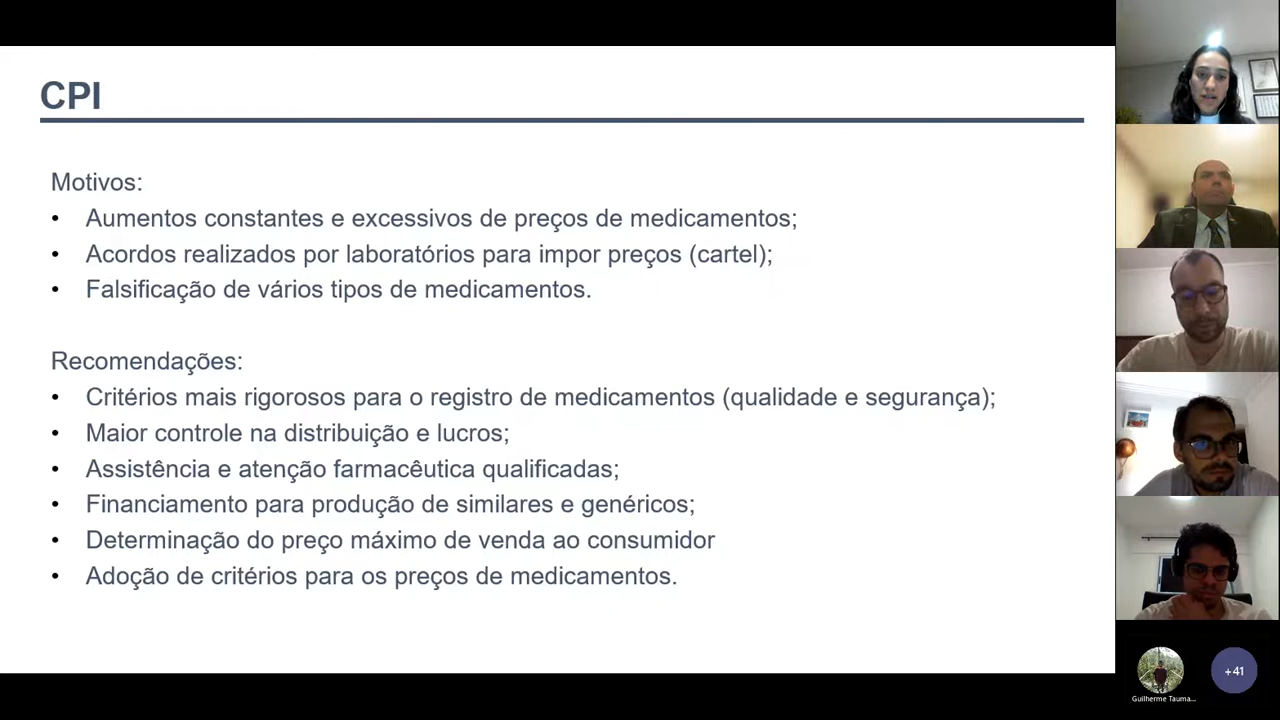 CPI
Motivos:
• Aumentos constantes e excessivos de preços de medicamentos;
• Acordos realizados por laboratórios para impor preços (cartel);
• Falsificação de vários tipos de medicamentos.
Recomendações:
• Critérios mais rigorosos para o registro de medicamentos (qualidade e segurança);
• Maior controle na distribuição e lucros;
• Assistência e atenção farmacêutica qualificadas;
• Financiamento para produção de similares e genéricos;
• Determinação do preço máximo de venda ao consumidor
• Adoção de critérios para os preços de medicamentos.
+41
Guilherme Tauma...